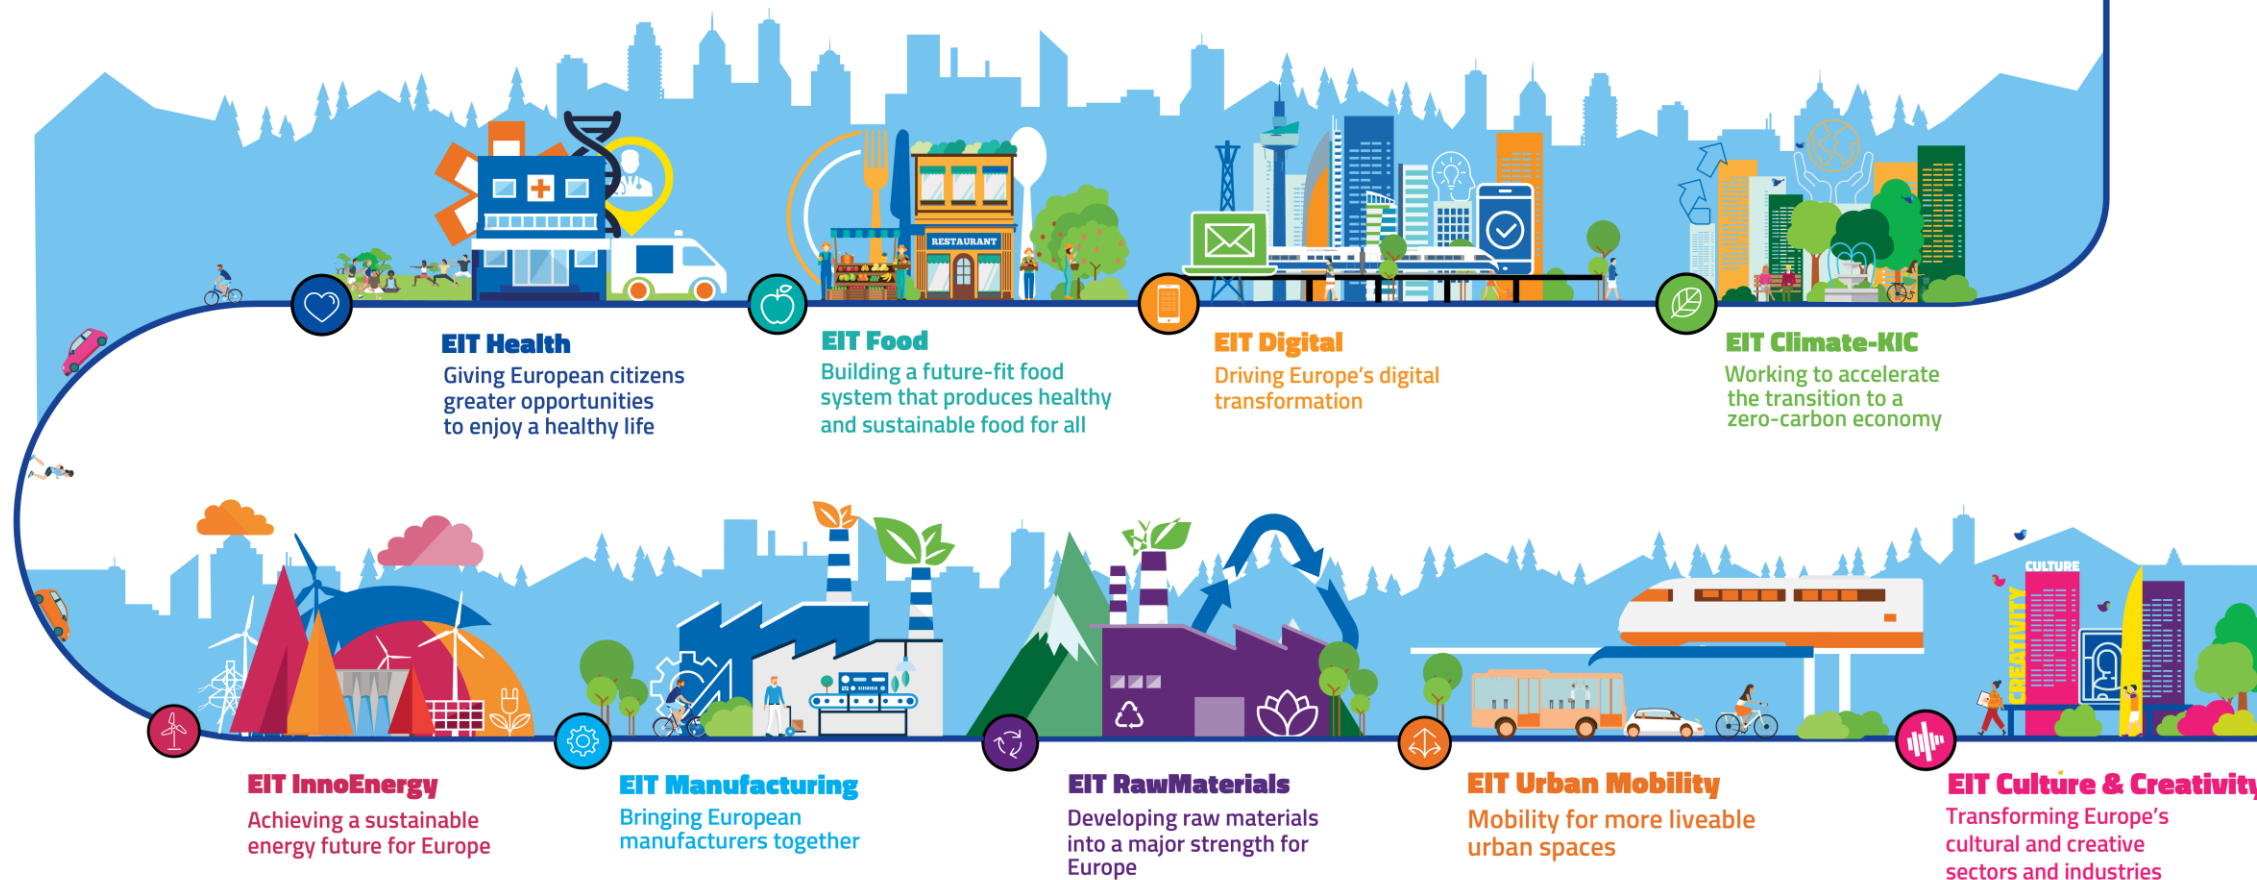 RESTAURANT
EIT Health
Giving European citizens
greater opportunities
to enjoy a healthy life
EIT Food
Building a future-fit food
system that produces healthy
and sustainable food for all
EIT Digital
Driving Europe's digital
transformation
EIT Climate-KIC
Working to accelerate
the transition to a
zero-carbon economy
CULTURE
CREATIVITY
EIT InnoEnergy
Achieving a sustainable
energy future for Europe
EIT Manufacturing
Bringing European
manufacturers together
EIT RawMaterials
Developing raw materials
into a major strength for
Europe
EIT Urban Mobility
Mobility for more liveable
urban spaces
EIT Culture & Creativity
Transforming Europe's
cultural and creative
sectors and industries